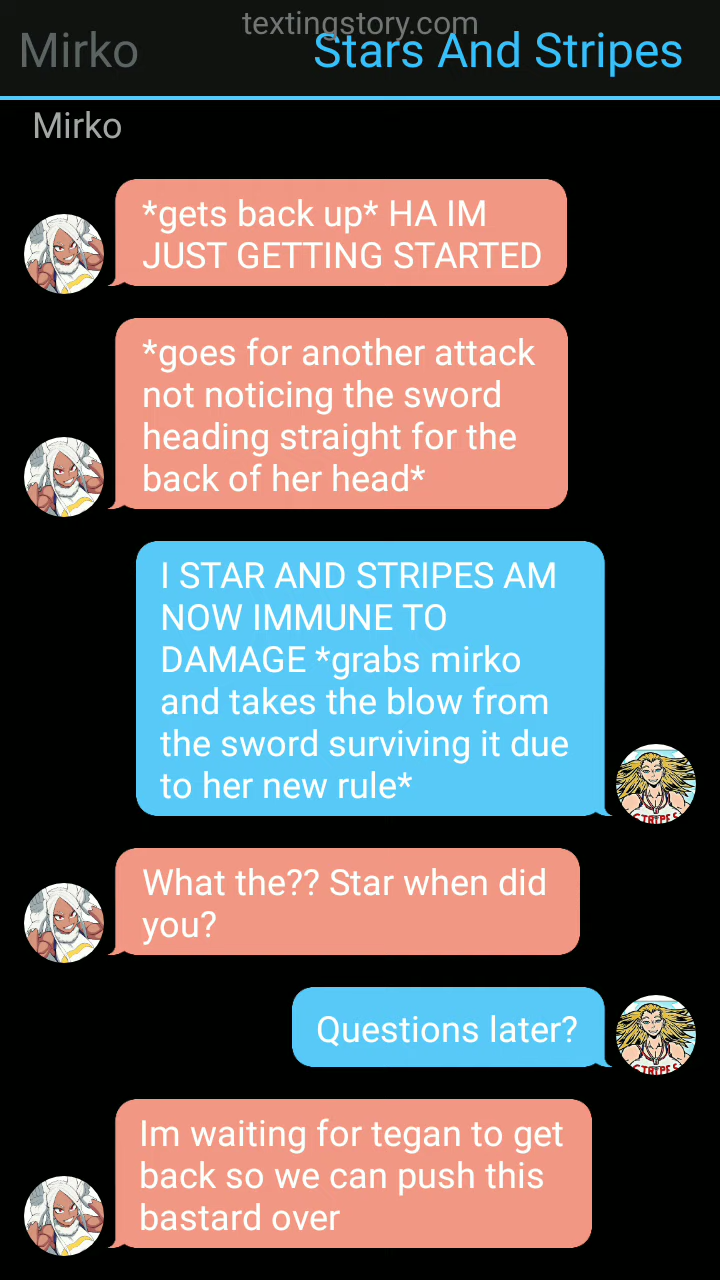 textingstory.com
Mirko
Stars And Stripes
Mirko
*gets back up* HA IM
JUST GETTING STARTED
*goes for another attack
not noticing the sword
heading straight for the
back of her head*
I STAR AND STRIPES AM
NOW IMMUNE TO
DAMAGE *grabs mirko
and takes the blow from
the sword surviving it due
to her new rule*
STRIPES
What the?? Star when did
you?
Questions later?
STRIPES
Im waiting for tegan to get
back so we can push this
bastard over